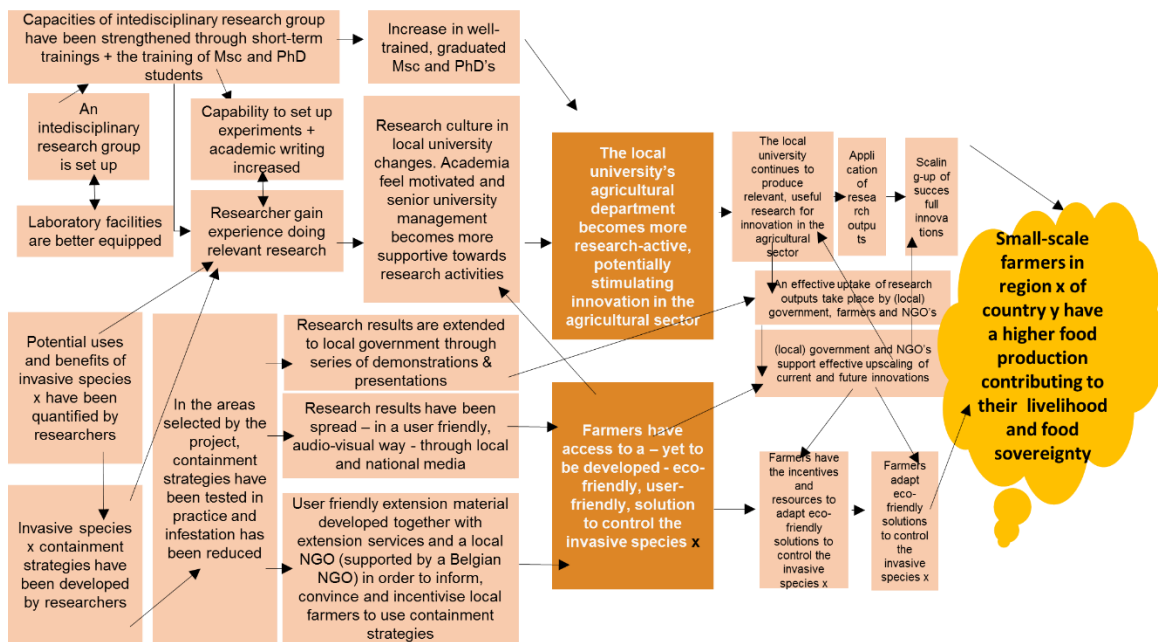 Capacities of intedisciplinary research group
have been strengthened through short-term
trainings + the training of Msc and PhD
students
Increase in well-
trained, graduated
Msc and PhD's
An
intedisciplinary
research group
is set up
Capability to set up
experiments +
academic writing
increased
Laboratory facilities
are better equipped
Researcher gain
experience doing
relevant research
Research culture in
local university
changes. Academia
feel motivated and
senior university
management
becomes more
supportive towards
research activities
The local
university's
agricultural
department
becomes more
research-active,
potentially
stimulating
innovation in the
agricultural sector
The local
university
continues to
produce
relevant, useful
research for
innovation in the
agricultural
sector
Appli
cation
of
resea
rch
outpu
ts
Scalin
g-up of
succes
full
innova
tions
An effective uptake of research
outputs take place by (local)
government, farmers and NGO's
(local) government and NGO's
support effective upscaling of
current and future innovations
Small-scale
farmers in
region x of
country y have
a higher food
production
contributing to
their livelihood
and food
sovereignty
Potential uses
and benefits of
invasive species
x have been
quantified by
researchers
Invasive species
x containment
strategies have
been developed
by researchers
In the areas
selected by the
project,
containment
strategies have
been tested in
practice and
infestation has
been reduced
Research results are extended
to local government through
series of demonstrations &
presentations
Research results have been
spread – in a user friendly,
audio-visual way - through local
and national media
User friendly extension material
developed together with
extension services and a local
NGO (supported by a Belgian
NGO) in order to inform,
convince and incentivise local
farmers to use containment
strategies
Farmers have
access to a – yet to
be developed - eco-
friendly, user-
friendly, solution
to control the
invasive species x
Farmers have
the incentives
and
resources to
adapt eco-
friendly
solutions to
control the
invasive
species x
Farmers
adapt eco-
friendly
solutions
to control
the
invasive
species x